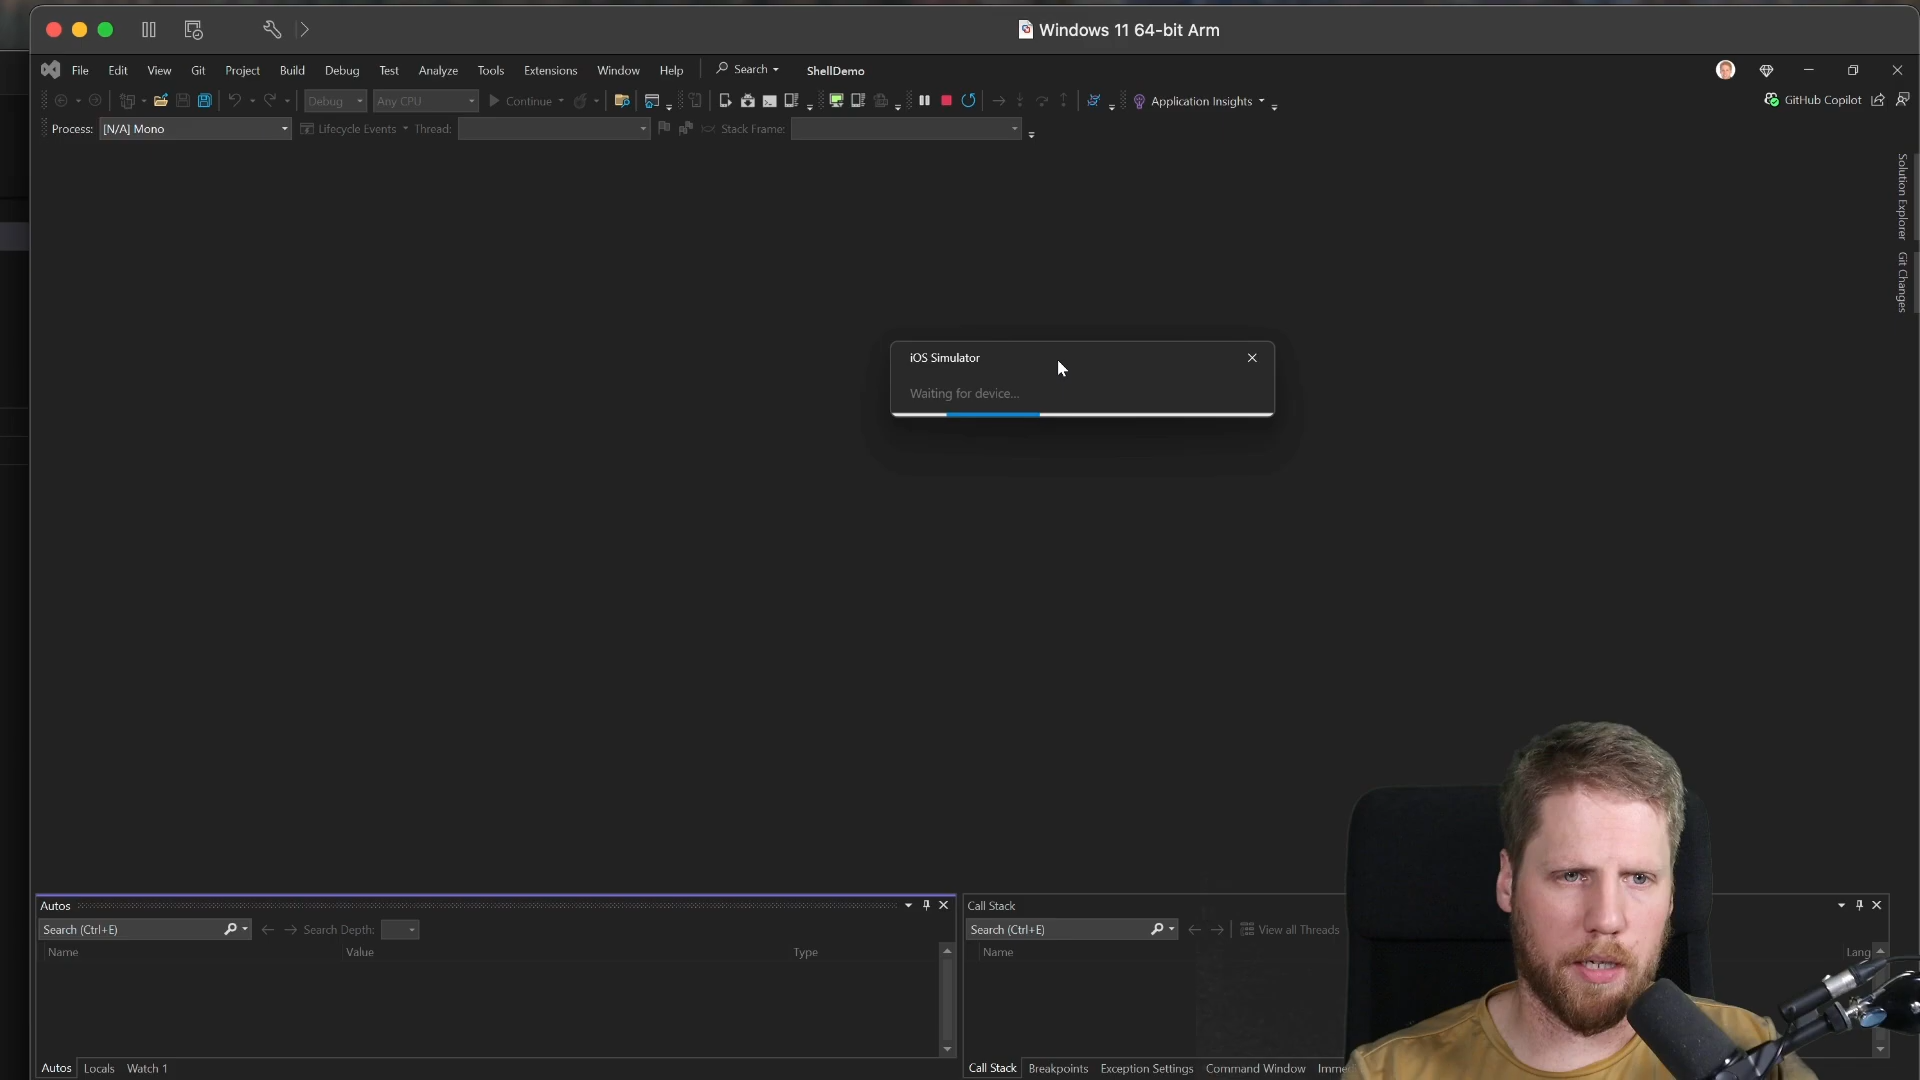 Windows 11 64-bit Arm
File Edit View Git Project Build Debug Test Analyze Tools Extensions Window Help Search ShellDemo
Debug Any CPU Continue Application Insights GitHub Copilot
Process: [N/A] Mono Lifecycle Events Thread: Stack Frame:
Solution Explorer
Git Changes
iOS Simulator
Waiting for device...
Autos
Search (Ctrl+E) Search Depth:
Name Value Type
Autos Locals Watch 1
Call Stack
Search (Ctrl+E) View all Threads
Name Lang
Call Stack Breakpoints Exception Settings Command Window Imme